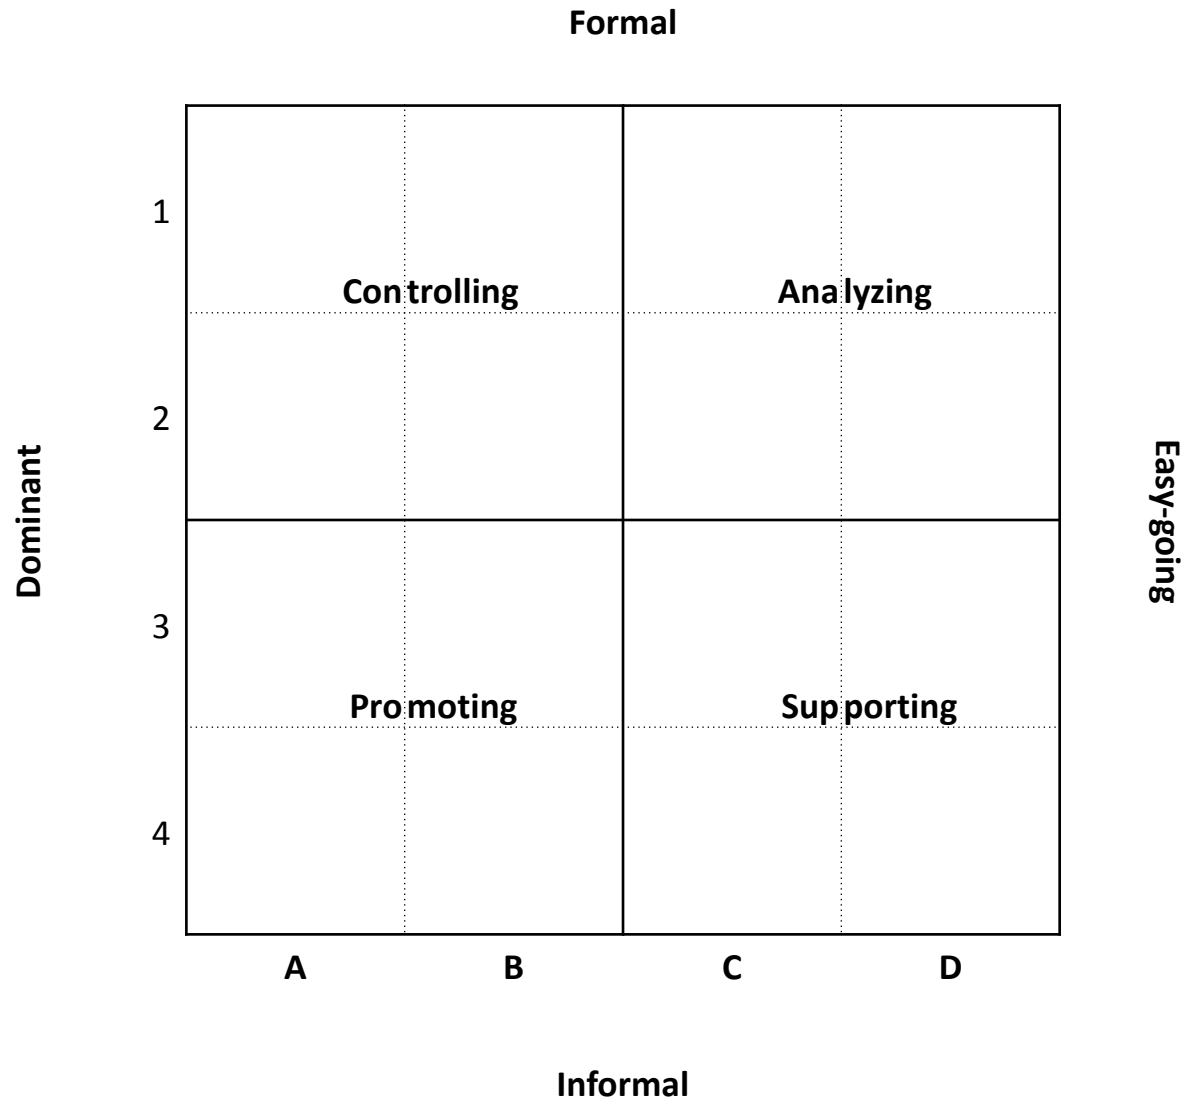 Formal
1
Controlling
Analyzing
2
Dominant
Easy-going
3
Promoting
Supporting
4
A B C D
Informal